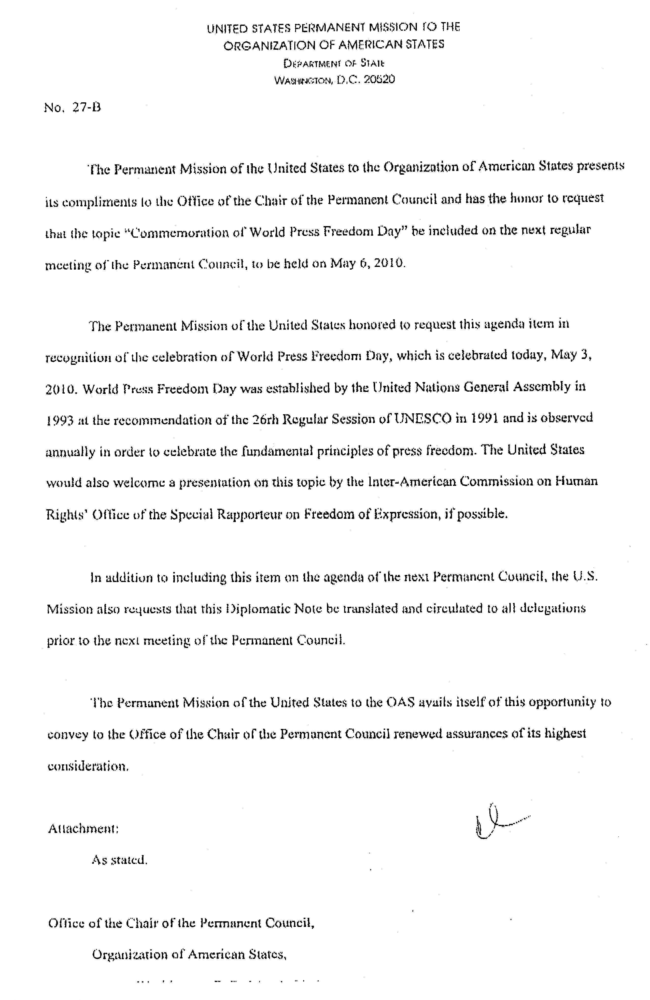 UNITED STATES PERMANENT MISSION TO THE
ORGANIZATION OF AMERICAN STATES
DEPARTMENT OF STATE
WASHINGTON, D.C. 20520
No. 27-B
The Permanent Mission of the United States to the Organization of American States presents
its compliments to the Office of the Chair of the Permanent Council and has the honor to request
that the topic “Commemoration of World Press Freedom Day” be included on the next regular
meeting of the Permanent Council, to be held on May 6, 2010.
The Permanent Mission of the United States honored to request this agenda item in
recognition of the celebration of World Press Freedom Day, which is celebrated today, May 3,
2010. World Press Freedom Day was established by the United Nations General Assembly in
1993 at the recommendation of the 26rh Regular Session of UNESCO in 1991 and is observed
annually in order to celebrate the fundamental principles of press freedom. The United States
would also welcome a presentation on this topic by the Inter-American Commission on Human
Rights' Office of the Special Rapporteur on Freedom of Expression, if possible.
In addition to including this item on the agenda of the next Permanent Council, the U.S.
Mission also requests that this Diplomatic Note be translated and circulated to all delegations
prior to the next meeting of the Permanent Council.
The Permanent Mission of the United States to the OAS avails itself of this opportunity to
convey to the Office of the Chair of the Permanent Council renewed assurances of its highest
consideration.
Attachment:
As stated.
Office of the Chair of the Permanent Council,
Organization of American States,